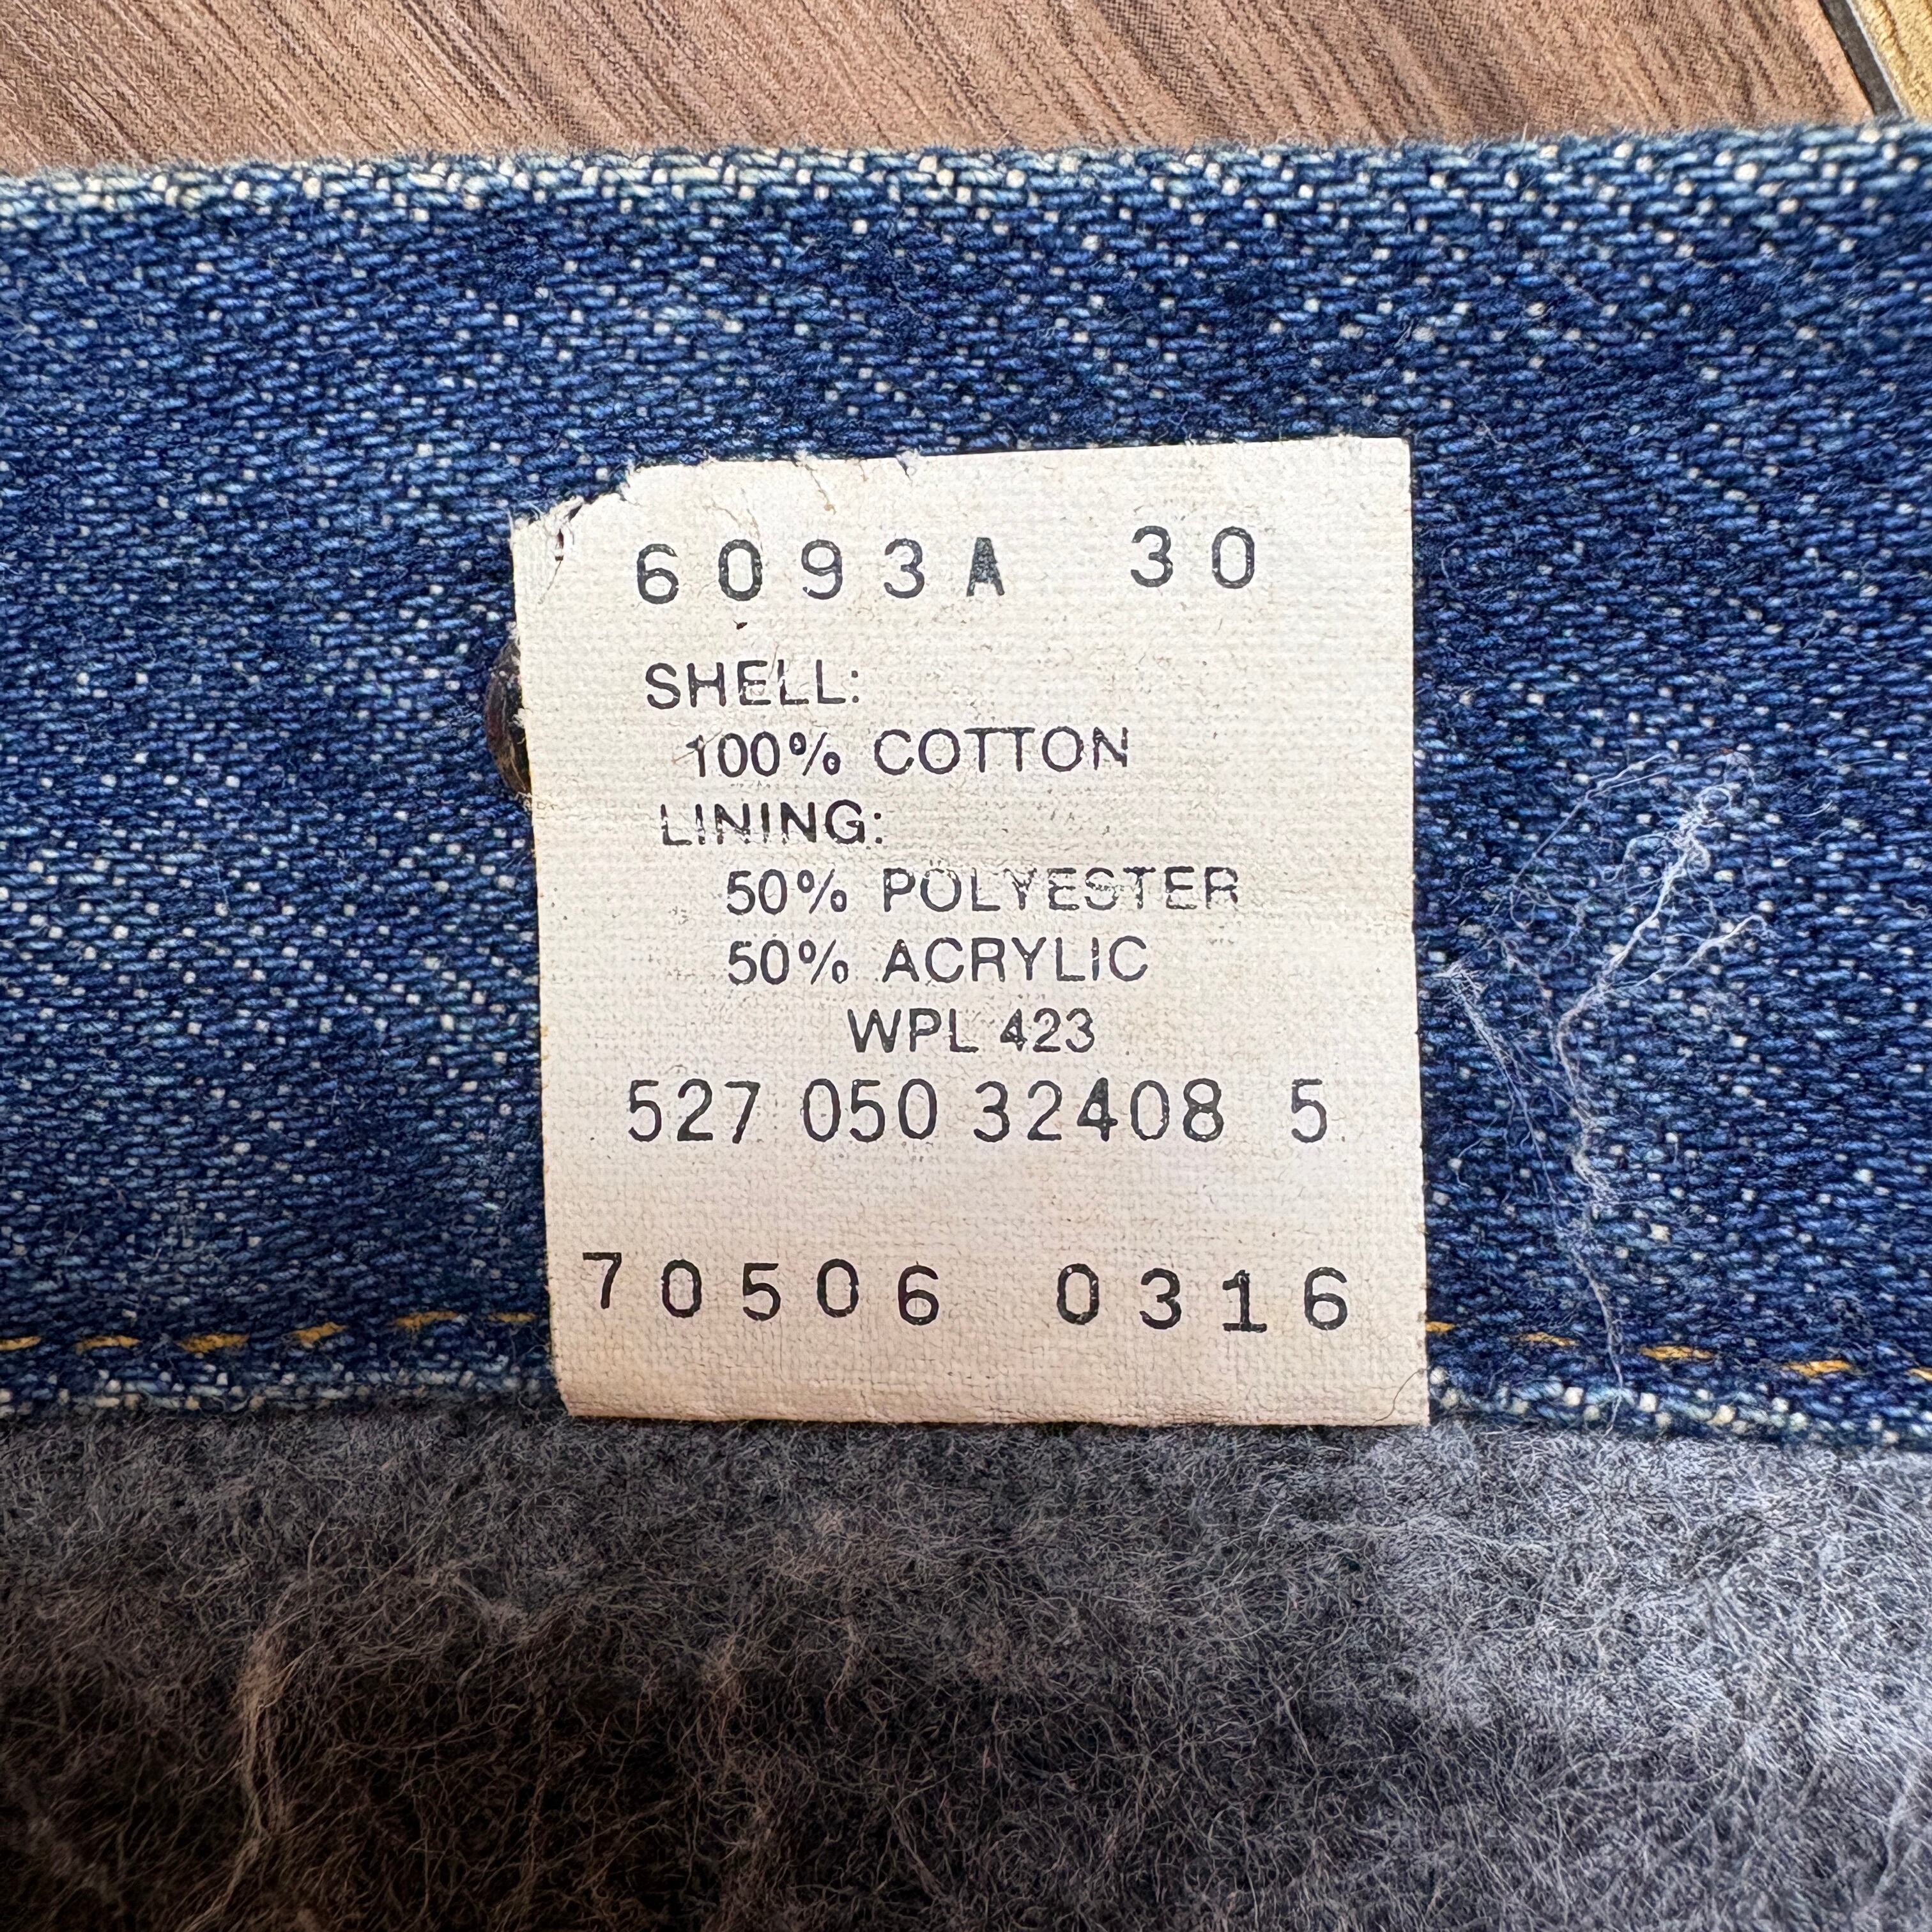 6093A 30
SHELL:
100% COTTON
LINING:
50% POLYESTER
50% ACRYLIC
WPL 423
527 050 32408 5
70506 0316